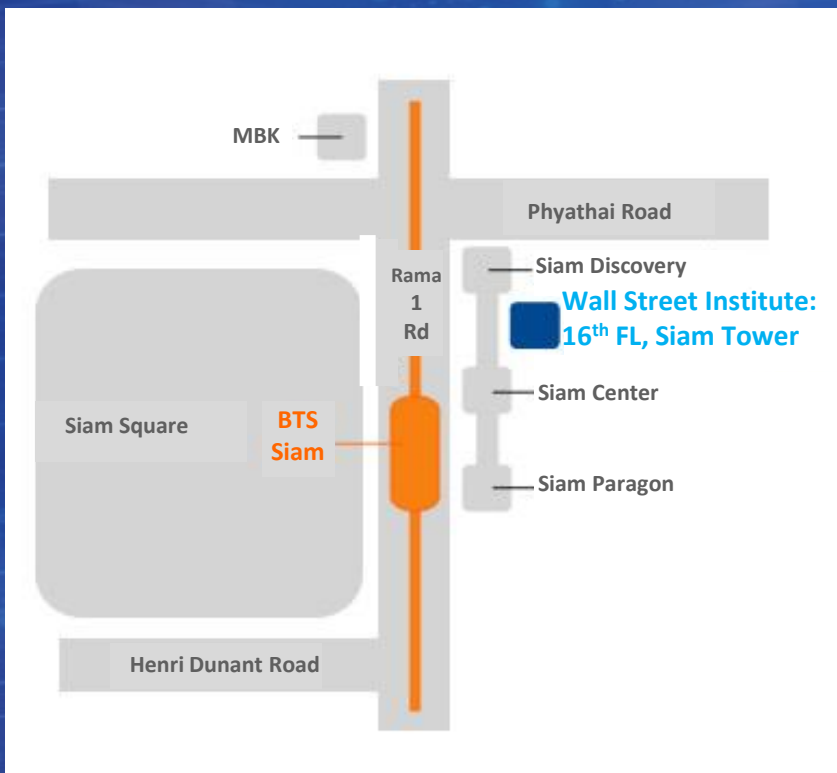 MBK
Phyathai Road
Siam Discovery
Rama
1
Rd
Wall Street Institute:
16th FL, Siam Tower
Siam Center
Siam Square
BTS
Siam
Siam Paragon
Henri Dunant Road